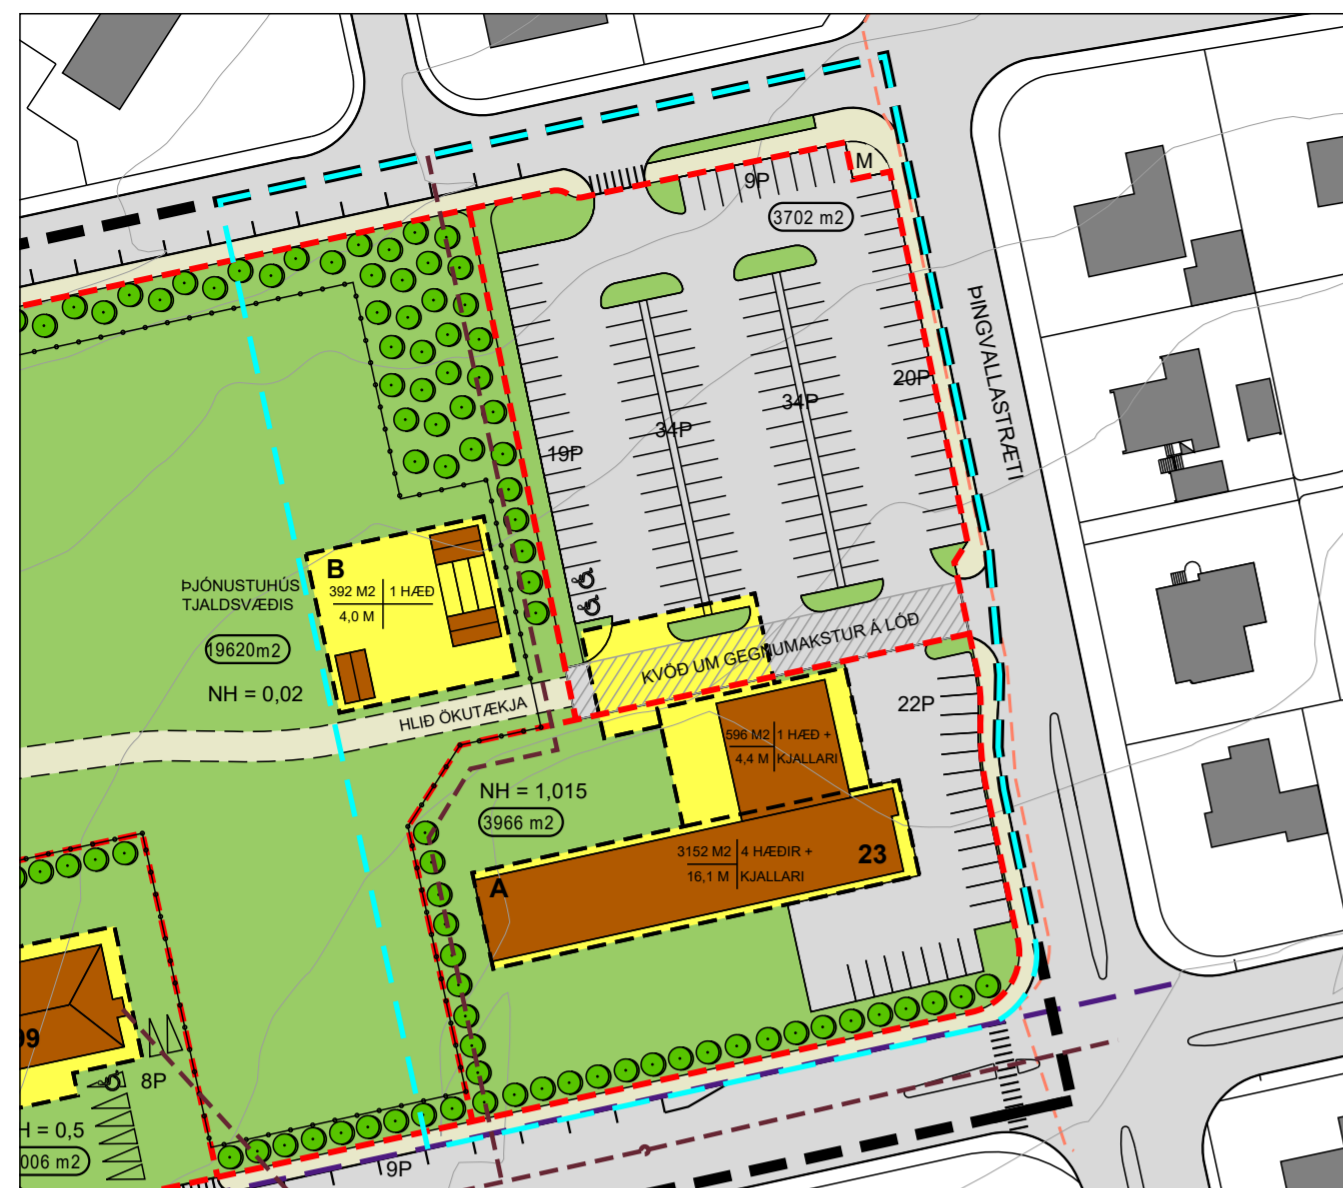 M
9P
3702 m2
ÞINGVALLASTRÆTI
20P
34P
34P
19P
B
392 M2 1 HÆÐ
4,0 M
ÞJÓNUSTUHÚS
TJALDSVÆÐIS
19620m2
NH = 0,02
KVÖÐ UM GEGNUMAKSTUR Á LÓÐ
HLIÐ ÖKUTÆKJA
22P
596 M2 1 HÆÐ +
4,4 M KJALLARI
NH = 1,015
3966 m2
3152 M2 4 HÆÐIR +
16,1 M KJALLARI
23
A
99
8P
H = 0,5
006 m2
9P